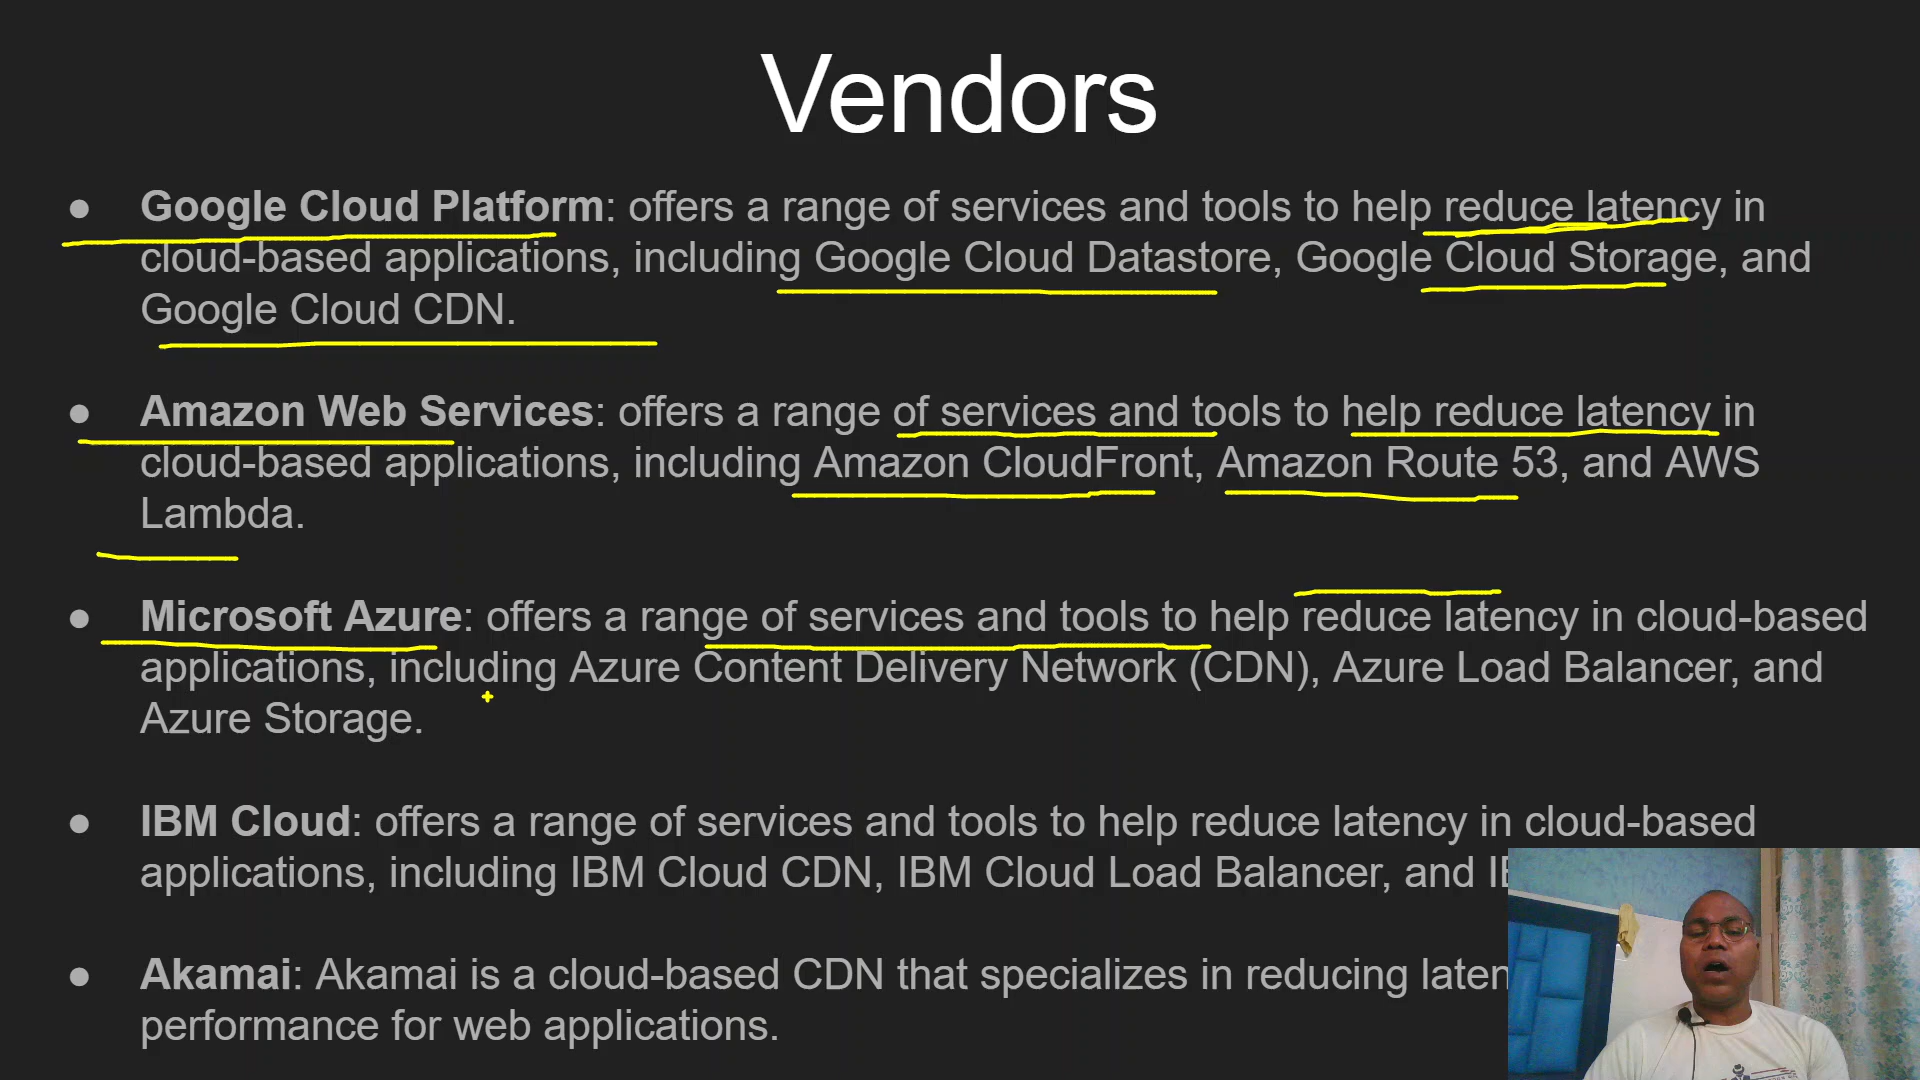 Vendors
● Google Cloud Platform: offers a range of services and tools to help reduce latency in
cloud-based applications, including Google Cloud Datastore, Google Cloud Storage, and
Google Cloud CDN.
● Amazon Web Services: offers a range of services and tools to help reduce latency in
cloud-based applications, including Amazon CloudFront, Amazon Route 53, and AWS
Lambda.
● Microsoft Azure: offers a range of services and tools to help reduce latency in cloud-based
applications, including Azure Content Delivery Network (CDN), Azure Load Balancer, and
Azure Storage.
● IBM Cloud: offers a range of services and tools to help reduce latency in cloud-based
applications, including IBM Cloud CDN, IBM Cloud Load Balancer, and
● Akamai: Akamai is a cloud-based CDN that specializes in reducing
performance for web applications.